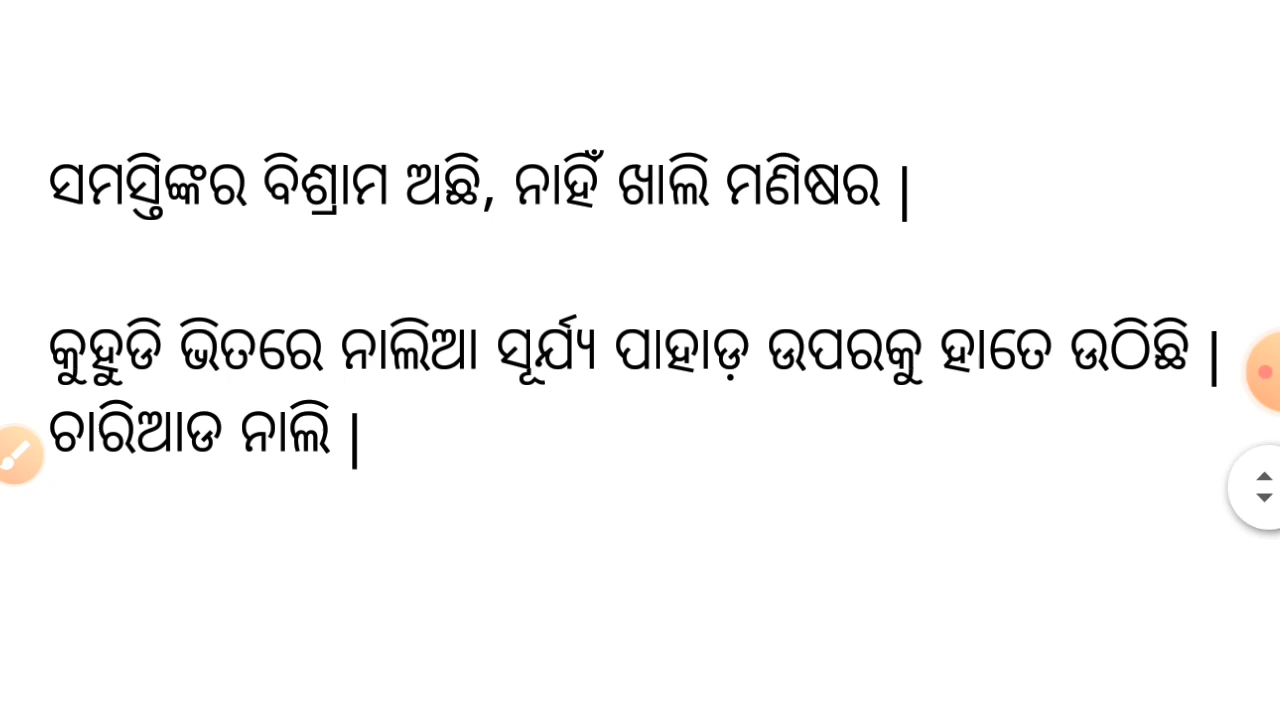 ସମସ୍ତିଙ୍କର ବିଶ୍ରାମ ଅଛି, ନାହିଁ ଖାଲି ମଣିଷର |
କୁହୁଡି ଭିତରେ ନାଲିଆ ସୂର୍ଯ୍ୟ ପାହାଡ଼ ଉପରକୁ ହାତେ ଉଠିଛି |
ଚାରିଆଡ ନାଲି |